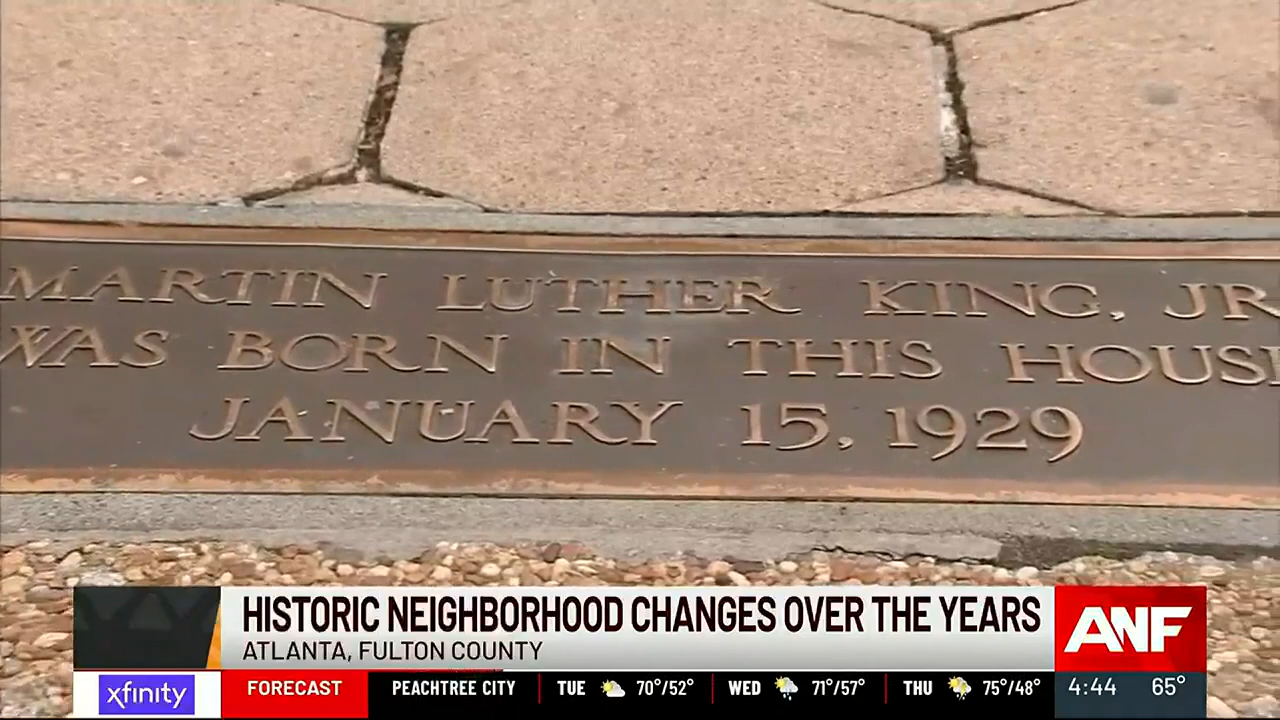 MARTIN LUTHER KING, JR
WAS BORN IN THIS HOUS
JANUARY 15, 1929
HISTORIC NEIGHBORHOOD CHANGES OVER THE YEARS
ATLANTA, FULTON COUNTY
ANF
xfinity FORECAST PEACHTREE CITY TUE 70°/52° WED 71°/57° THU 75°/48° 4:44 65°